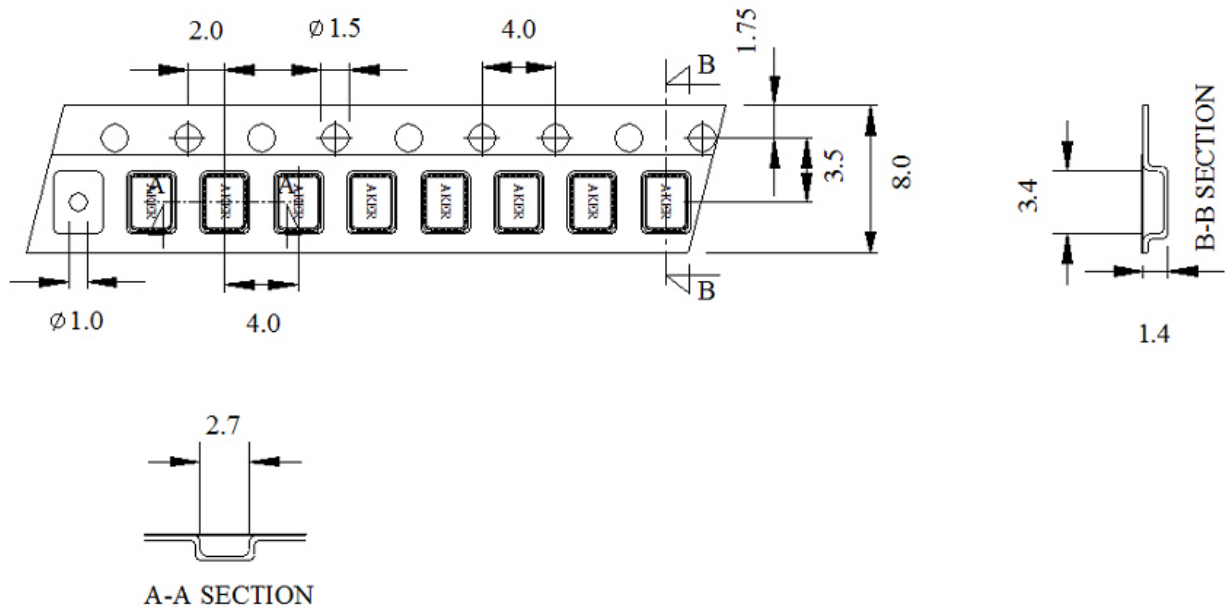 2.0
⌀1.5
4.0
1.75
B
A
A
AKER
AKER
AKER
AKER
AKER
AKER
AKER
AKER
3.5
8.0
3.4
B-B SECTION
B
⌀1.0
4.0
1.4
2.7
A-A SECTION